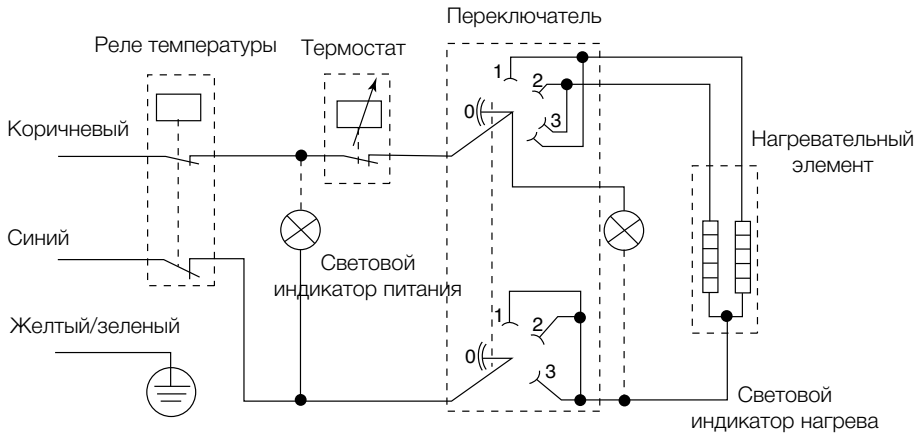 Переключатель
Реле температуры
Термостат
1
2
0
3
Коричневый
Нагревательный
элемент
Синий
Световой
индикатор питания
Желтый/зеленый
1
2
0
3
Световой
индикатор нагрева